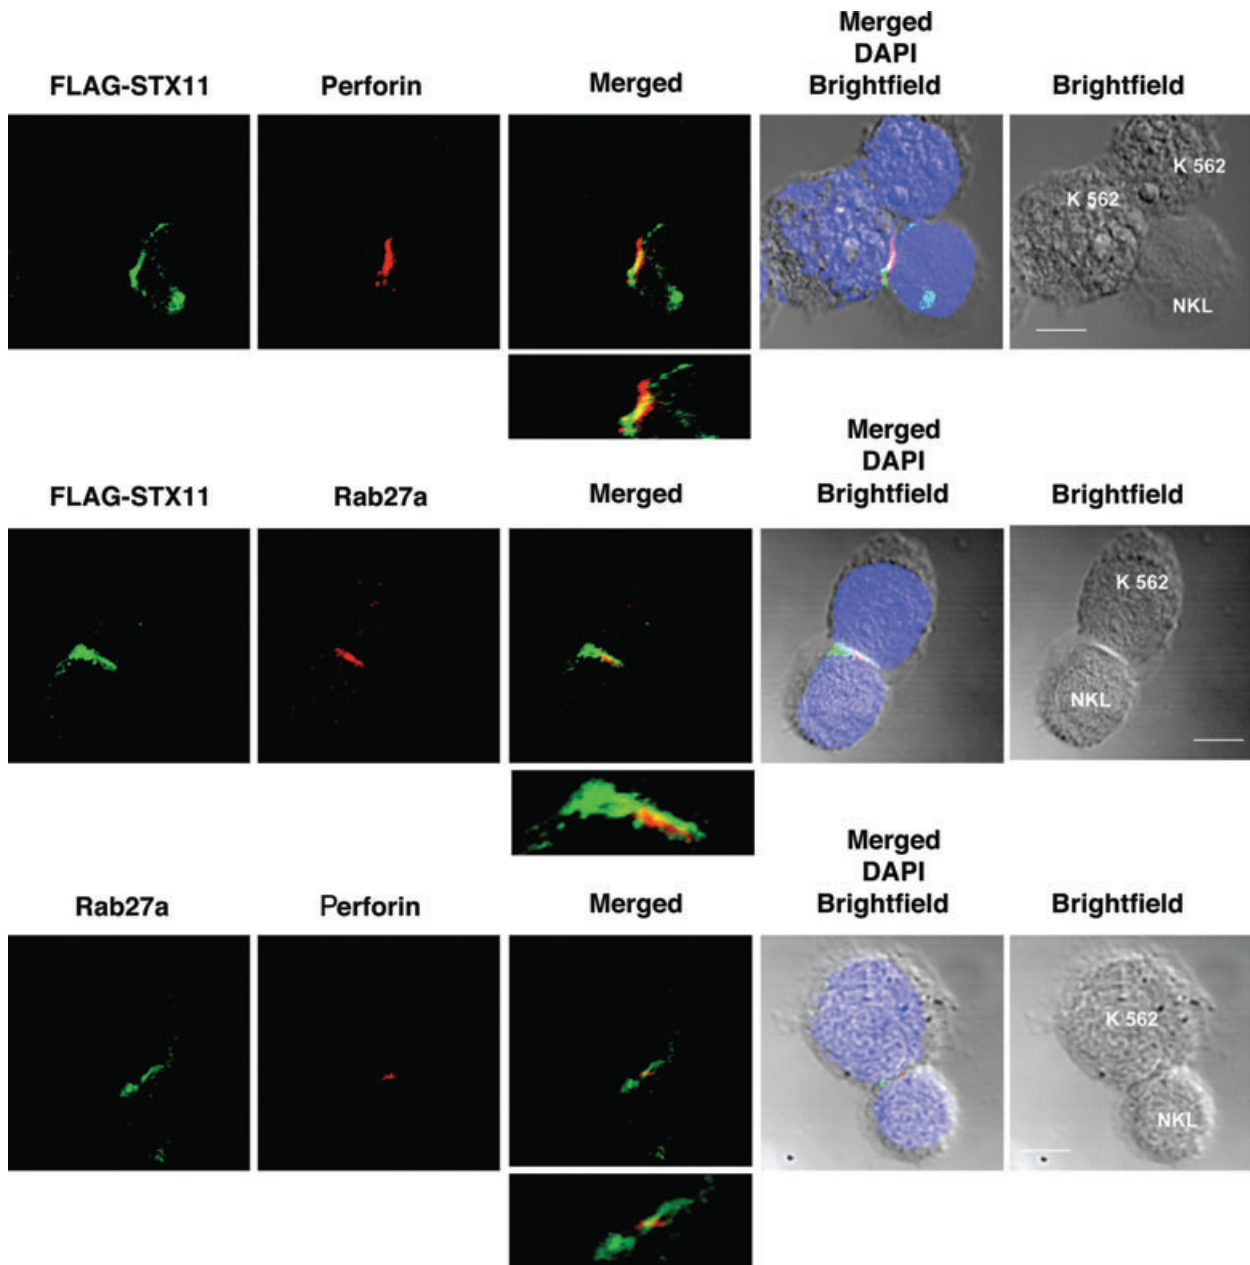 Merged
DAPI
FLAG-STX11 Perforin Merged Brightfield Brightfield
K 562
K 562
NKL
Merged
DAPI
FLAG-STX11 Rab27a Merged Brightfield Brightfield
K 562
NKL
Merged
DAPI
Rab27a Perforin Merged Brightfield Brightfield
K 562
NKL